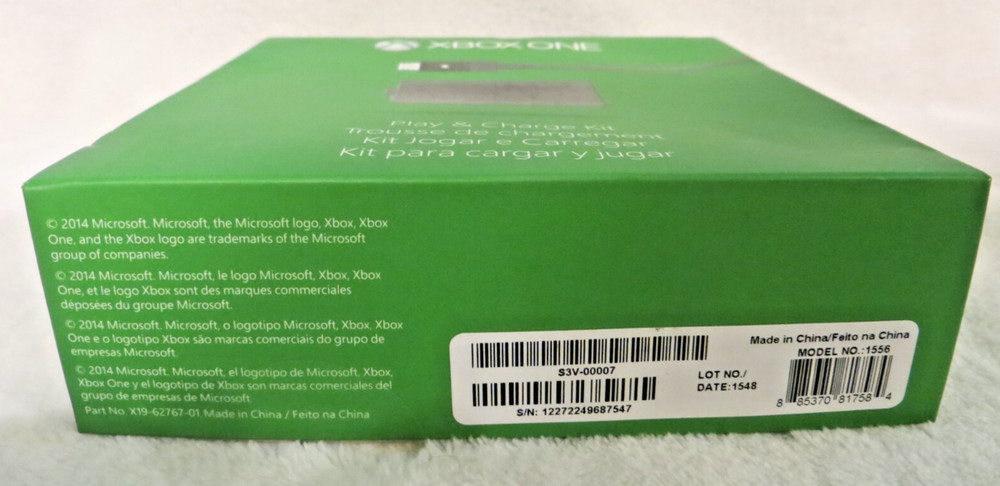 XBOX ONE
Play & Charge Kit
Trousse de chargement
Kit Jogar e Carregar
Kit para cargar y jugar
© 2014 Microsoft. Microsoft, the Microsoft logo, Xbox, Xbox
One, and the Xbox logo are trademarks of the Microsoft
group of companies.
© 2014 Microsoft. Microsoft, le logo Microsoft, Xbox, Xbox
One, et le logo Xbox sont des marques commerciales
déposées du groupe Microsoft.
© 2014 Microsoft. Microsoft, o logotipo Microsoft, Xbox, Xbox
One e o logotipo Xbox são marcas comerciais do grupo de
empresas Microsoft.
© 2014 Microsoft. Microsoft, el logotipo de Microsoft, Xbox,
Xbox One y el logotipo de Xbox son marcas comerciales del
grupo de empresas de Microsoft
Part No. X19-62767-01 Made in China / Feito na China
S3V-00007
S/N: 12272249687547
Made in China/Feito na China
MODEL NO.:1556
LOT NO./
DATE:1548
8 85370 81758 4